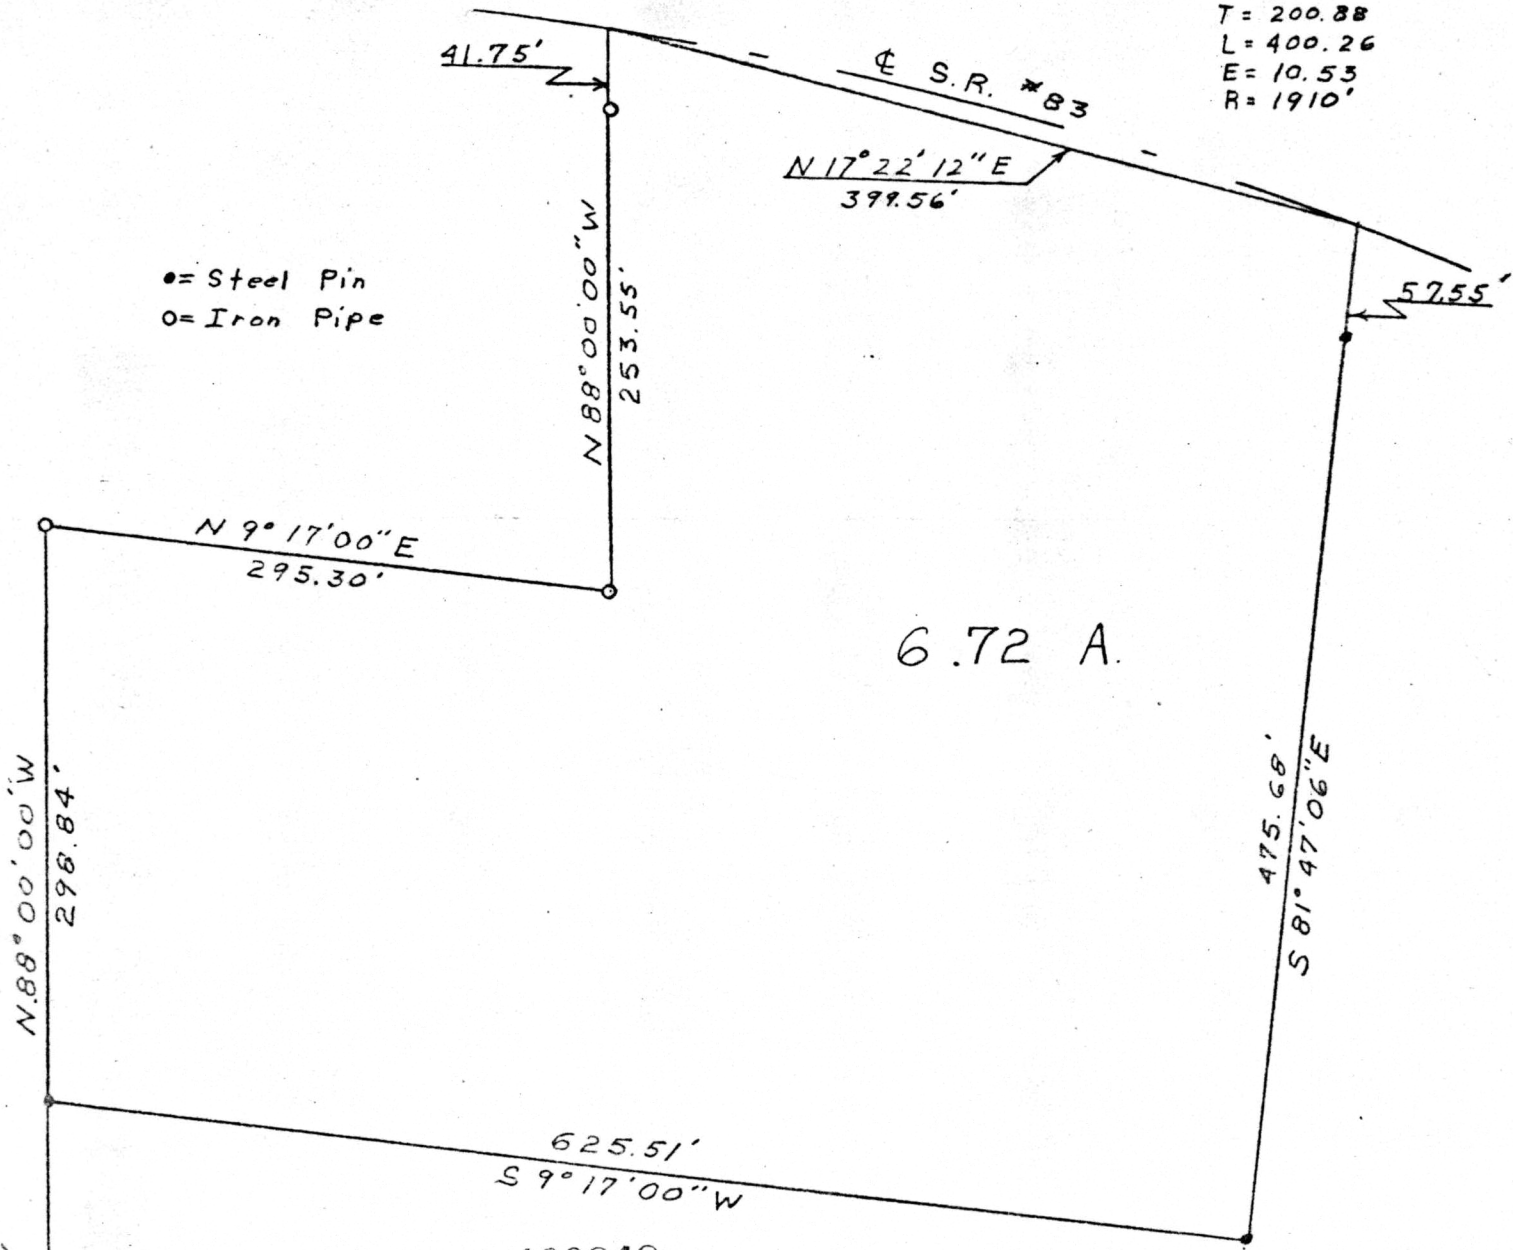 T = 200.88
L = 400.26
E = 10.53
R = 1910'
41.75'
℄ S.R. #83
N 17° 22' 12" E
399.56'
●= Steel Pin
○= Iron Pipe
57.55'
N 88° 00' 00" W
253.55'
N 9° 17' 00" E
295.30'
6.72 A.
N.88° 00' 00" W
298.84'
475.68'
S 81° 47' 06" E
625.51'
S 9° 17' 00" W